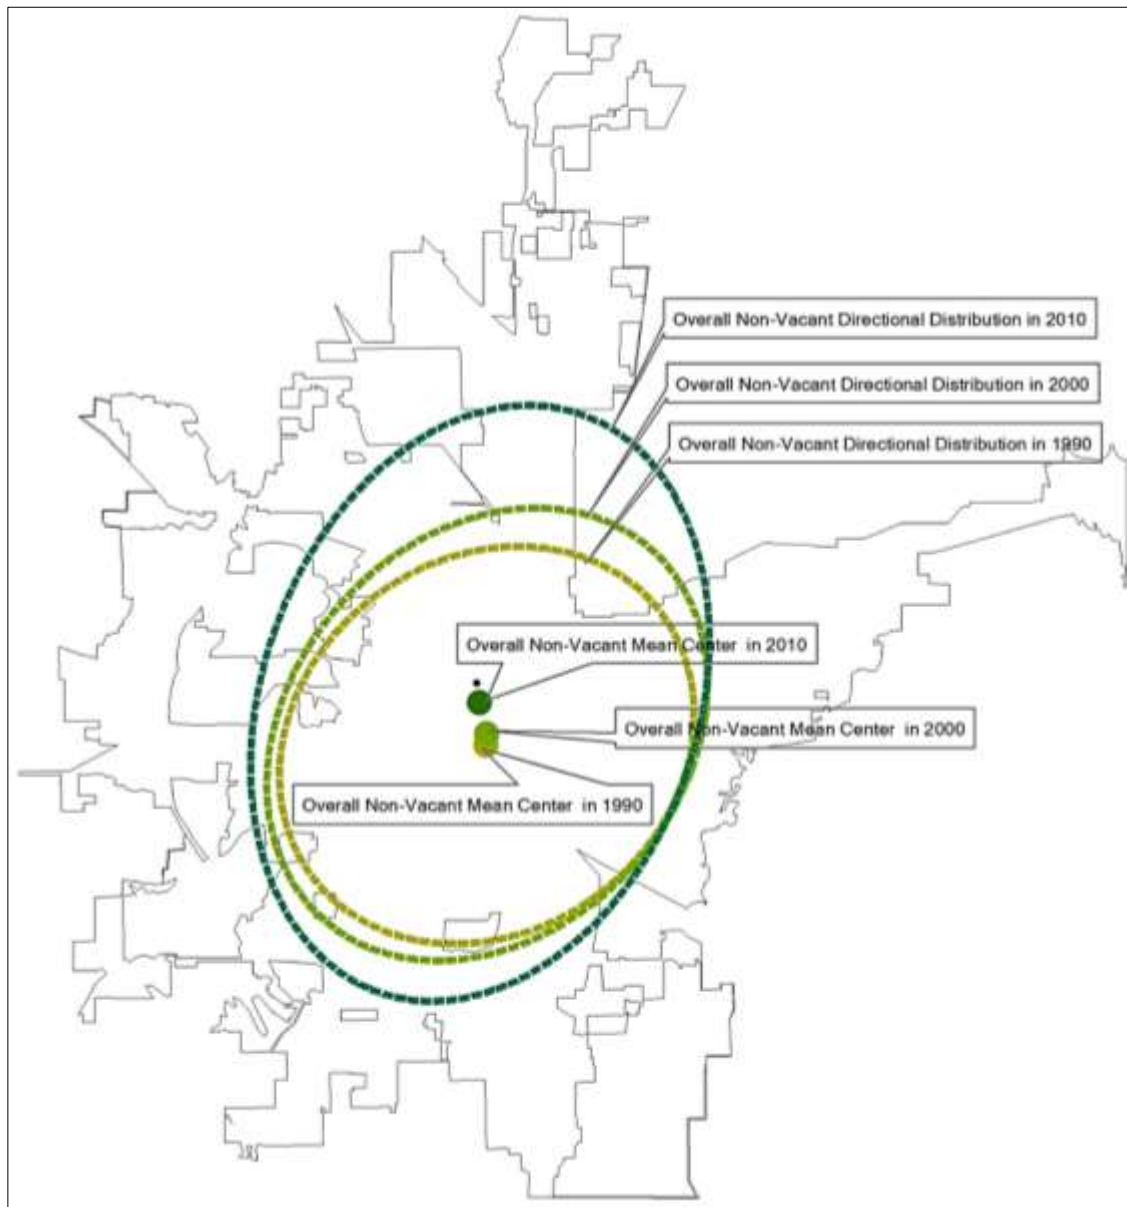 Overall Non-Vacant Directional Distribution in 2010
Overall Non-Vacant Directional Distribution in 2000
Overall Non-Vacant Directional Distribution in 1990
Overall Non-Vacant Mean Center in 2010
Overall Non-Vacant Mean Center in 2000
Overall Non-Vacant Mean Center in 1990